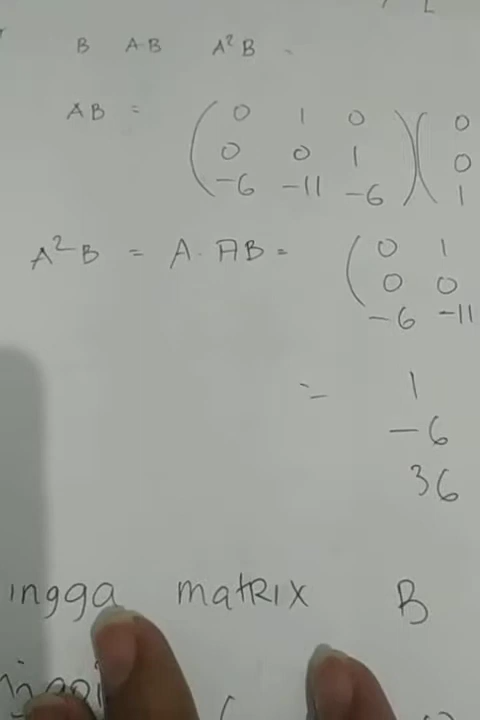 B AB A²B
AB = ( 0 1 0 ) ( 0
0 0 1 0
-6 -11 -6 1
A²B = A. AB = ( 0 1
0 0
-6 -11
= 1
-6
36
ingga matrix B